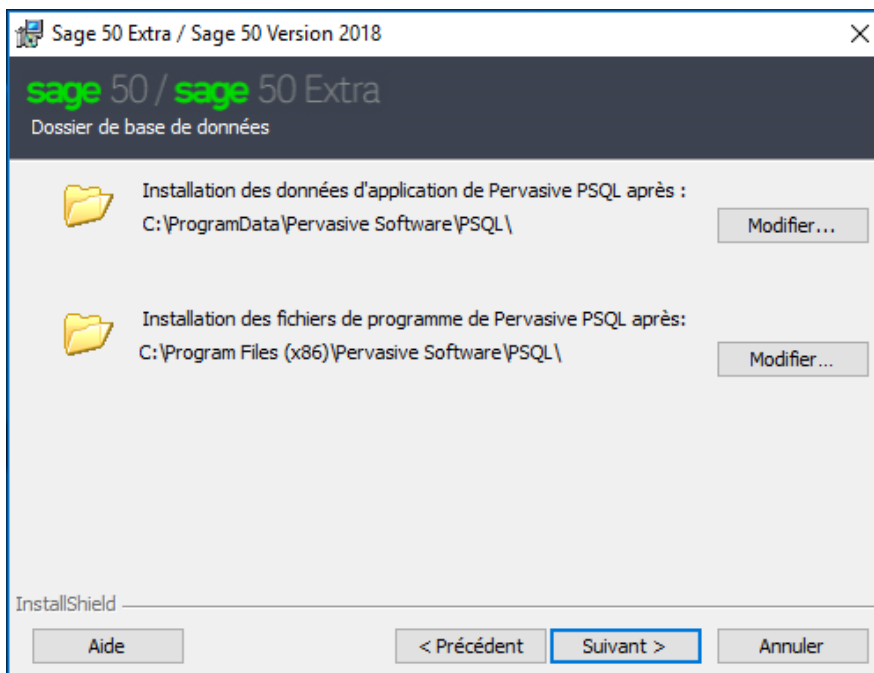 Sage 50 Extra / Sage 50 Version 2018
sage 50 / sage 50 Extra
Dossier de base de données
Installation des données d'application de Pervasive PSQL après :
C:\ProgramData\Pervasive Software\PSQL\
Modifier...
Installation des fichiers de programme de Pervasive PSQL après:
C:\Program Files (x86)\Pervasive Software\PSQL\
Modifier...
InstallShield
Aide
< Précédent
Suivant >
Annuler